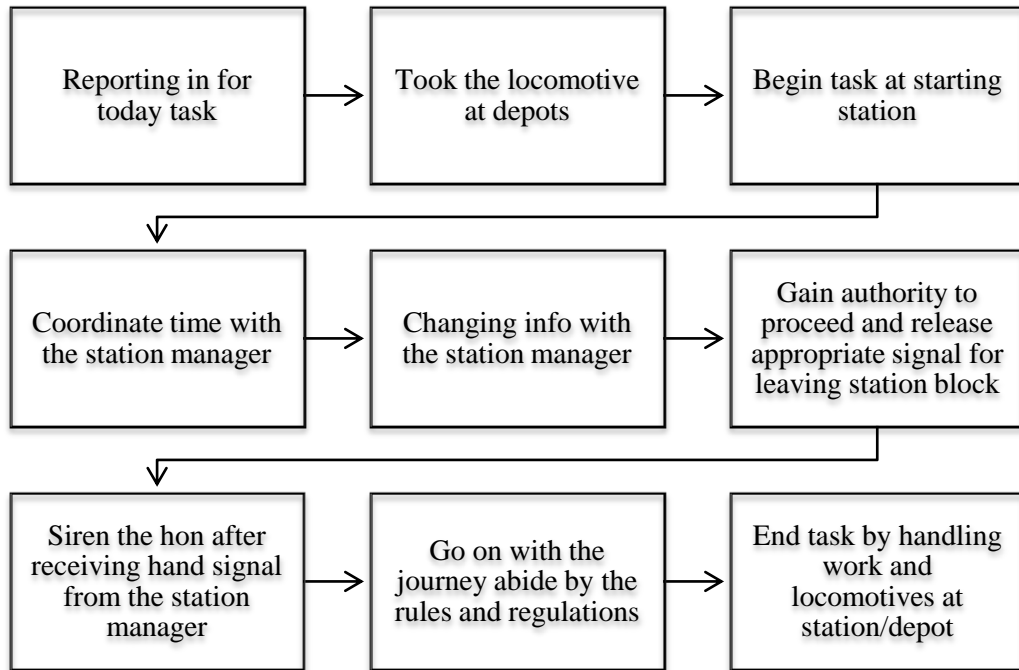 Reporting in for
today task
Took the locomotive
at depots
Begin task at starting
station
Coordinate time with
the station manager
Changing info with
the station manager
Gain authority to
proceed and release
appropriate signal for
leaving station block
Siren the hon after
receiving hand signal
from the station
manager
Go on with the
journey abide by the
rules and regulations
End task by handling
work and
locomotives at
station/depot